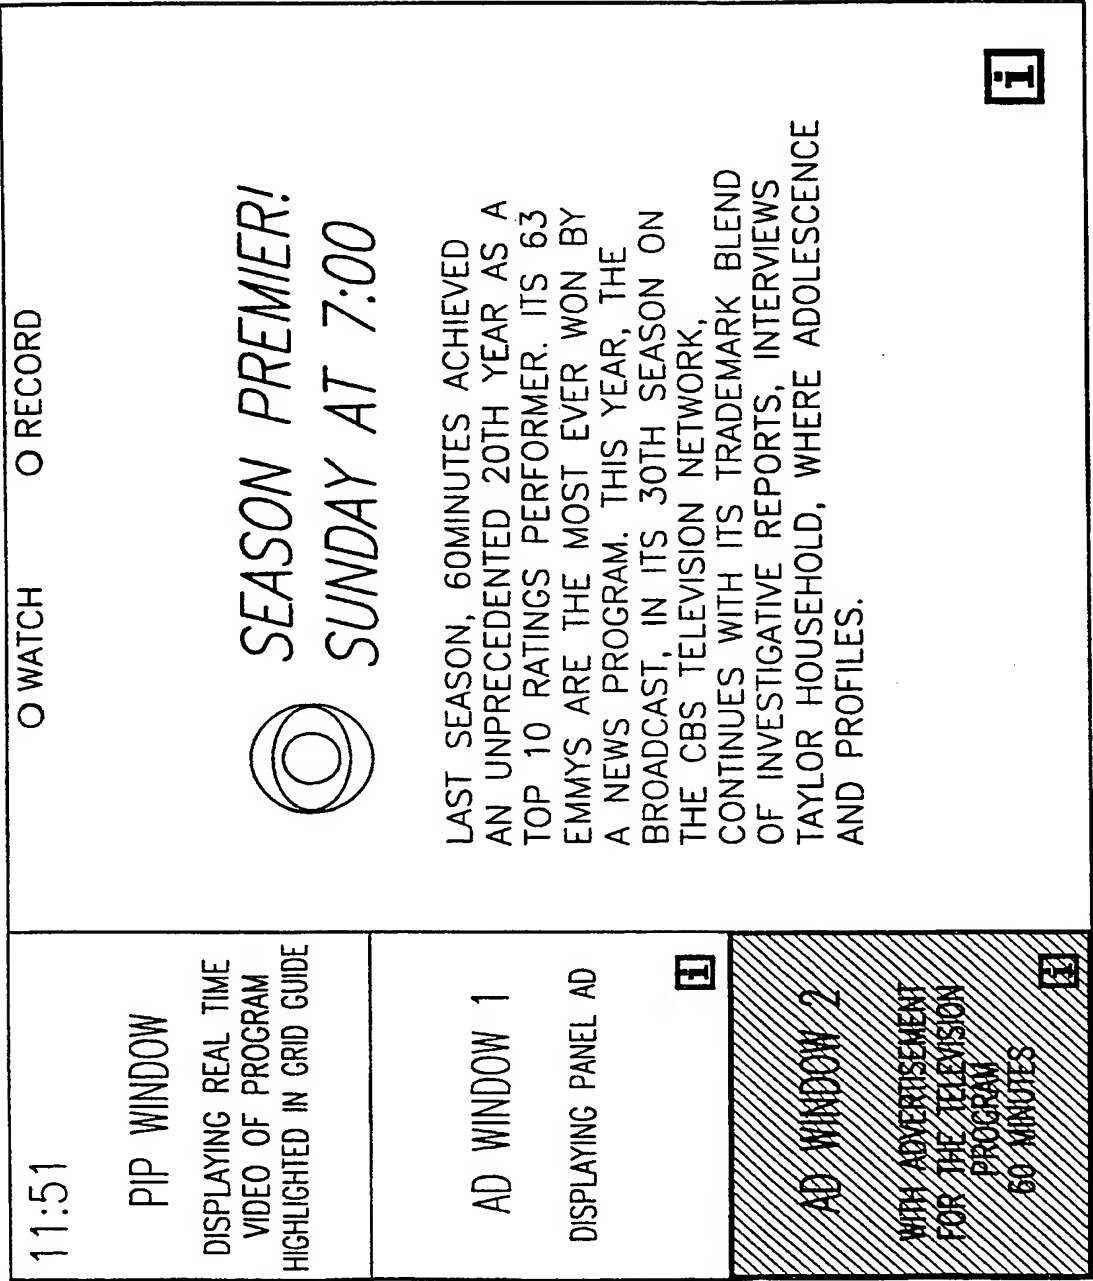 11:51
PIP WINDOW
DISPLAYING REAL TIME
VIDEO OF PROGRAM
HIGHLIGHTED IN GRID GUIDE
AD WINDOW 1
DISPLAYING PANEL AD
i
AD WINDOW 2
WITH ADVERTISEMENT
FOR THE TELEVISION
PROGRAM
60 MINUTES
i
O WATCH O RECORD
SEASON PREMIER!
SUNDAY AT 7:00
LAST SEASON, 60MINUTES ACHIEVED
AN UNPRECEDENTED 20TH YEAR AS A
TOP 10 RATINGS PERFORMER. ITS 63
EMMYS ARE THE MOST EVER WON BY
A NEWS PROGRAM. THIS YEAR, THE
BROADCAST, IN ITS 30TH SEASON ON
THE CBS TELEVISION NETWORK,
CONTINUES WITH ITS TRADEMARK BLEND
OF INVESTIGATIVE REPORTS, INTERVIEWS
TAYLOR HOUSEHOLD, WHERE ADOLESCENCE
AND PROFILES.
i